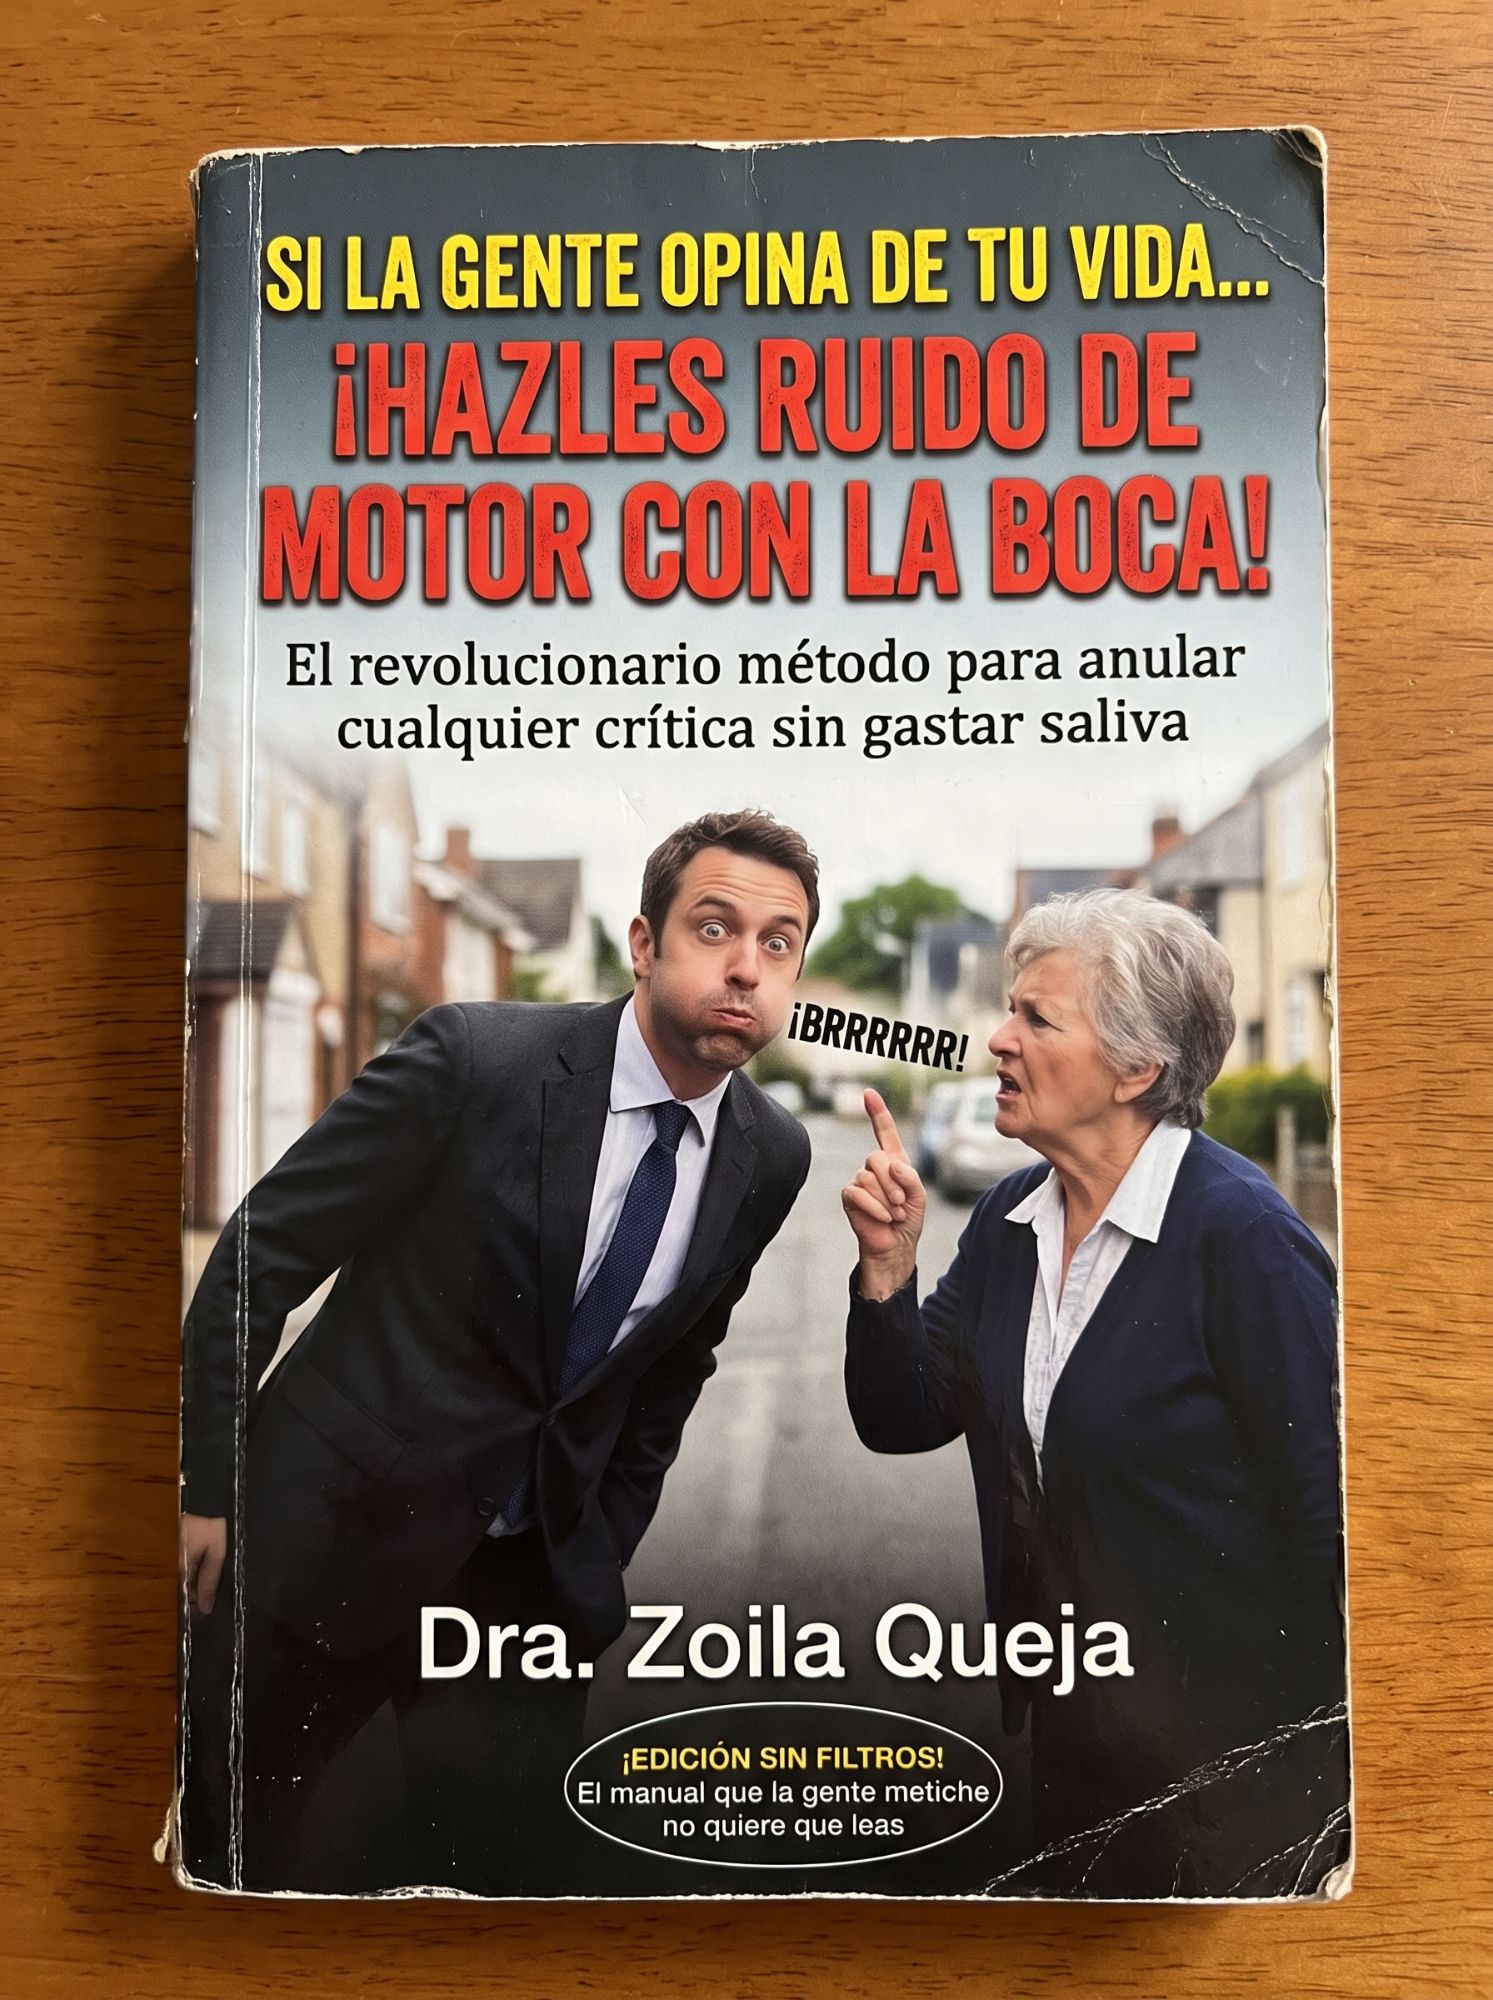 SI LA GENTE OPINA DE TU VIDA...
¡HAZLES RUIDO DE
MOTOR CON LA BOCA!
El revolucionario método para anular
cualquier crítica sin gastar saliva
¡BRRRRRR!
Dra. Zoila Queja
¡EDICIÓN SIN FILTROS!
El manual que la gente metiche
no quiere que leas